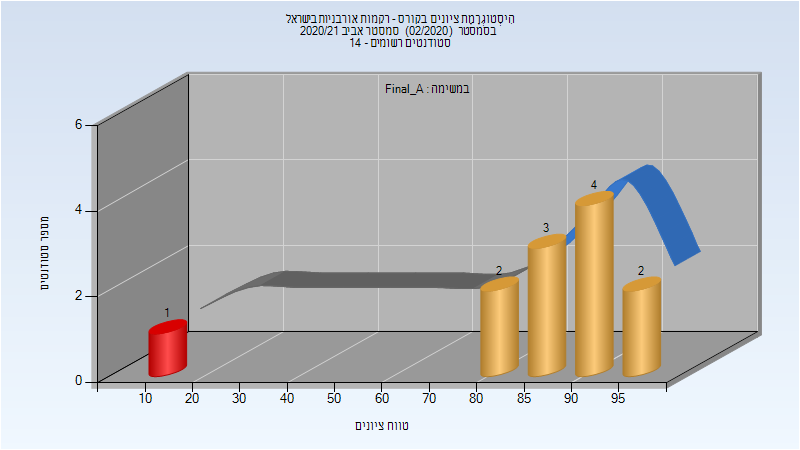 הִיסְטוֹגְרָמַת ציונים בקורס - רקמות אורבניות בישראל
בסמסטר (02/2020) סמסטר אביב 2020/21
סטודנטים רשומים - 14
במשימה : Final_A
מספר סטודנטים
6
4
2
0
1
2
3
4
2
10 20 30 40 50 60 70 80 85 90 95
טווח ציונים